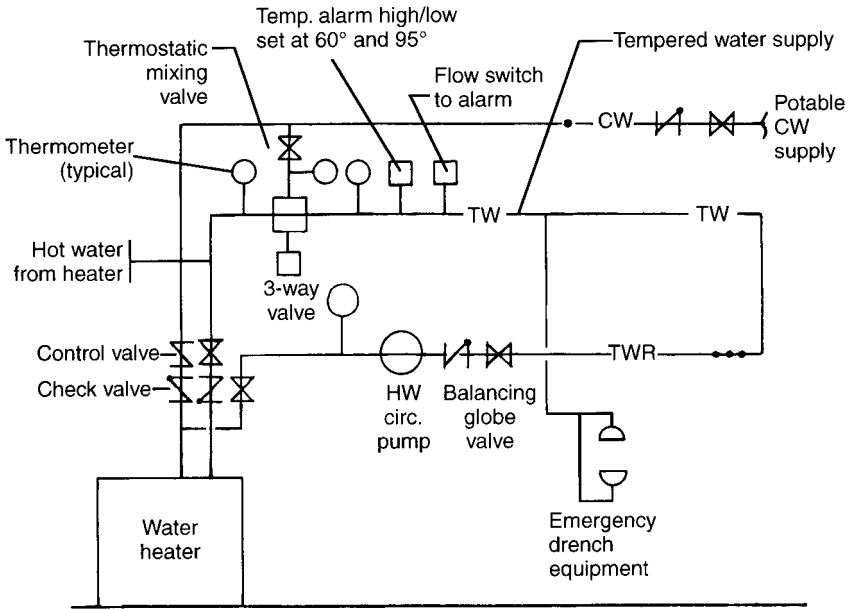 Temp. alarm high/low
set at 60° and 95°
Thermostatic
mixing
valve
Tempered water supply
Flow switch
to alarm
CW
Potable
CW
supply
Thermometer
(typical)
TW
TW
Hot water
from heater
3-way
valve
Control valve
TWR
Check valve
HW
circ.
pump
Balancing
globe
valve
Water
heater
Emergency
drench
equipment